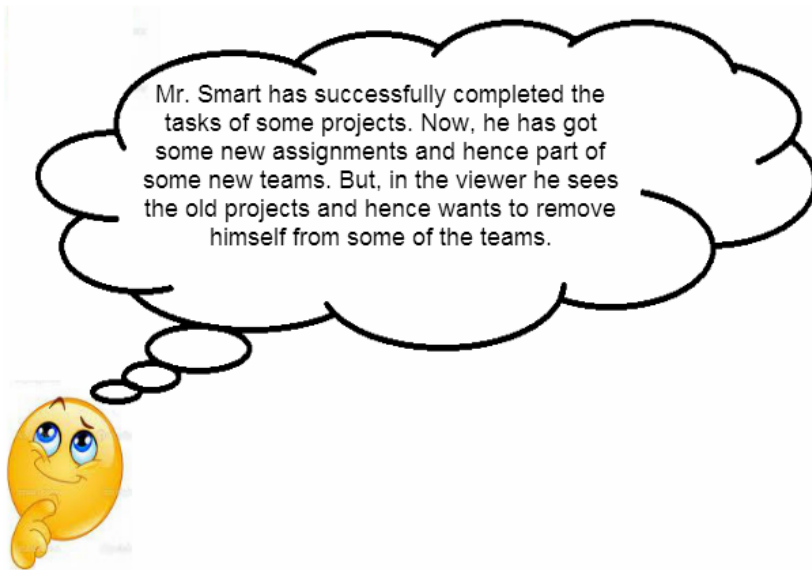 Mr. Smart has successfully completed the
tasks of some projects. Now, he has got
some new assignments and hence part of
some new teams. But, in the viewer he sees
the old projects and hence wants to remove
himself from some of the teams.